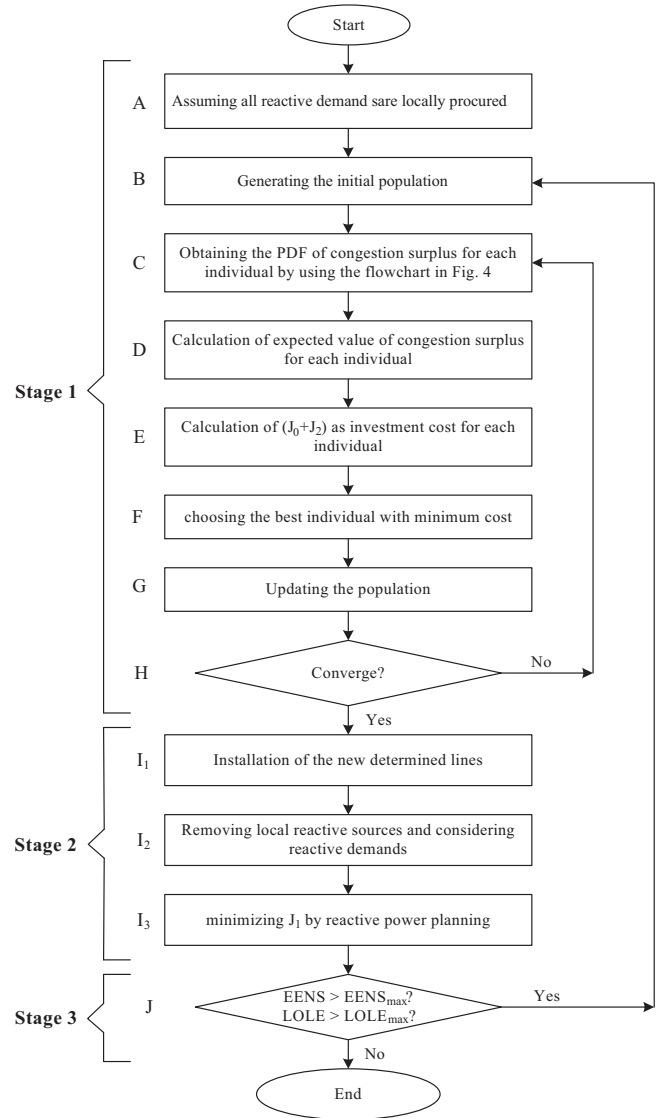 Start
A
Assuming all reactive demand sare locally procured
B
Generating the initial population
C
Obtaining the PDF of congestion surplus for each
individual by using the flowchart in Fig. 4
D
Calculation of expected value of congestion surplus
for each individual
Stage 1
E
Calculation of (J₀+J₂) as investment cost for each
individual
F
choosing the best individual with minimum cost
G
Updating the population
H
Converge?
No
Yes
I₁
Installation of the new determined lines
Stage 2
I₂
Removing local reactive sources and considering
reactive demands
I₃
minimizing J₁ by reactive power planning
Stage 3
J
EENS > EENSmax?
LOLE > LOLEmax?
Yes
No
End